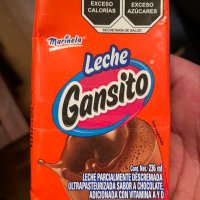 EXCESO CALORÍAS
EXCESO AZÚCARES
SECRETARÍA DE SALUD
Marinela
Leche
Gansito
Cont. Net. 236 ml
LECHE PARCIALMENTE DESCREMADA
ULTRAPASTEURIZADA SABOR A CHOCOLATE,
ADICIONADA CON VITAMINA A Y D